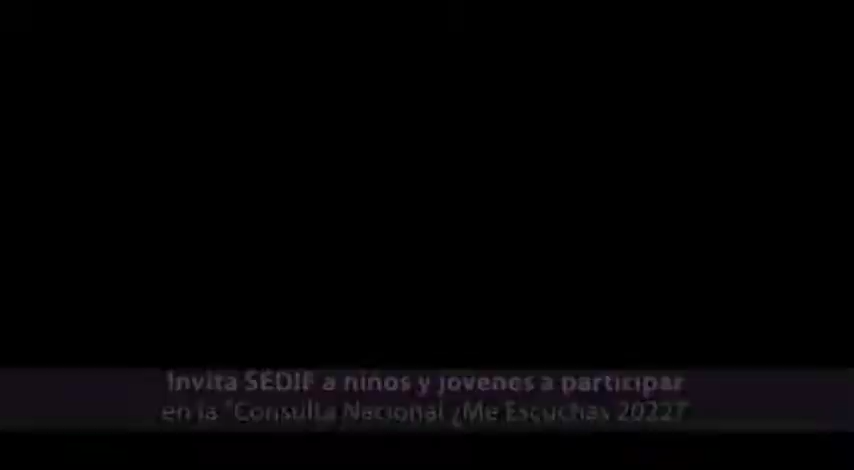 Invita SEDIF a niños y jovenes a participar
en la "Consulta Nacional ¿Me Escuchas 2022?"